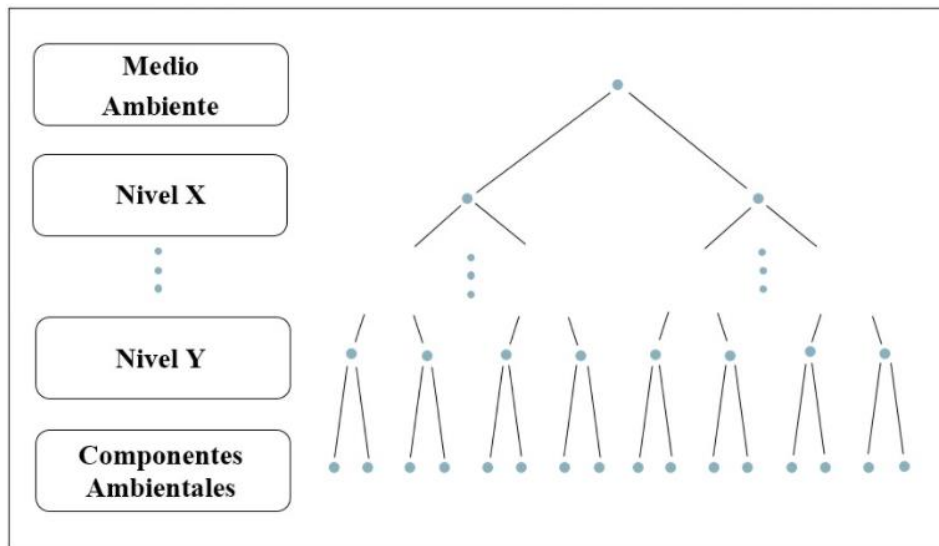 Medio
Ambiente
Nivel X
Nivel Y
Componentes
Ambientales